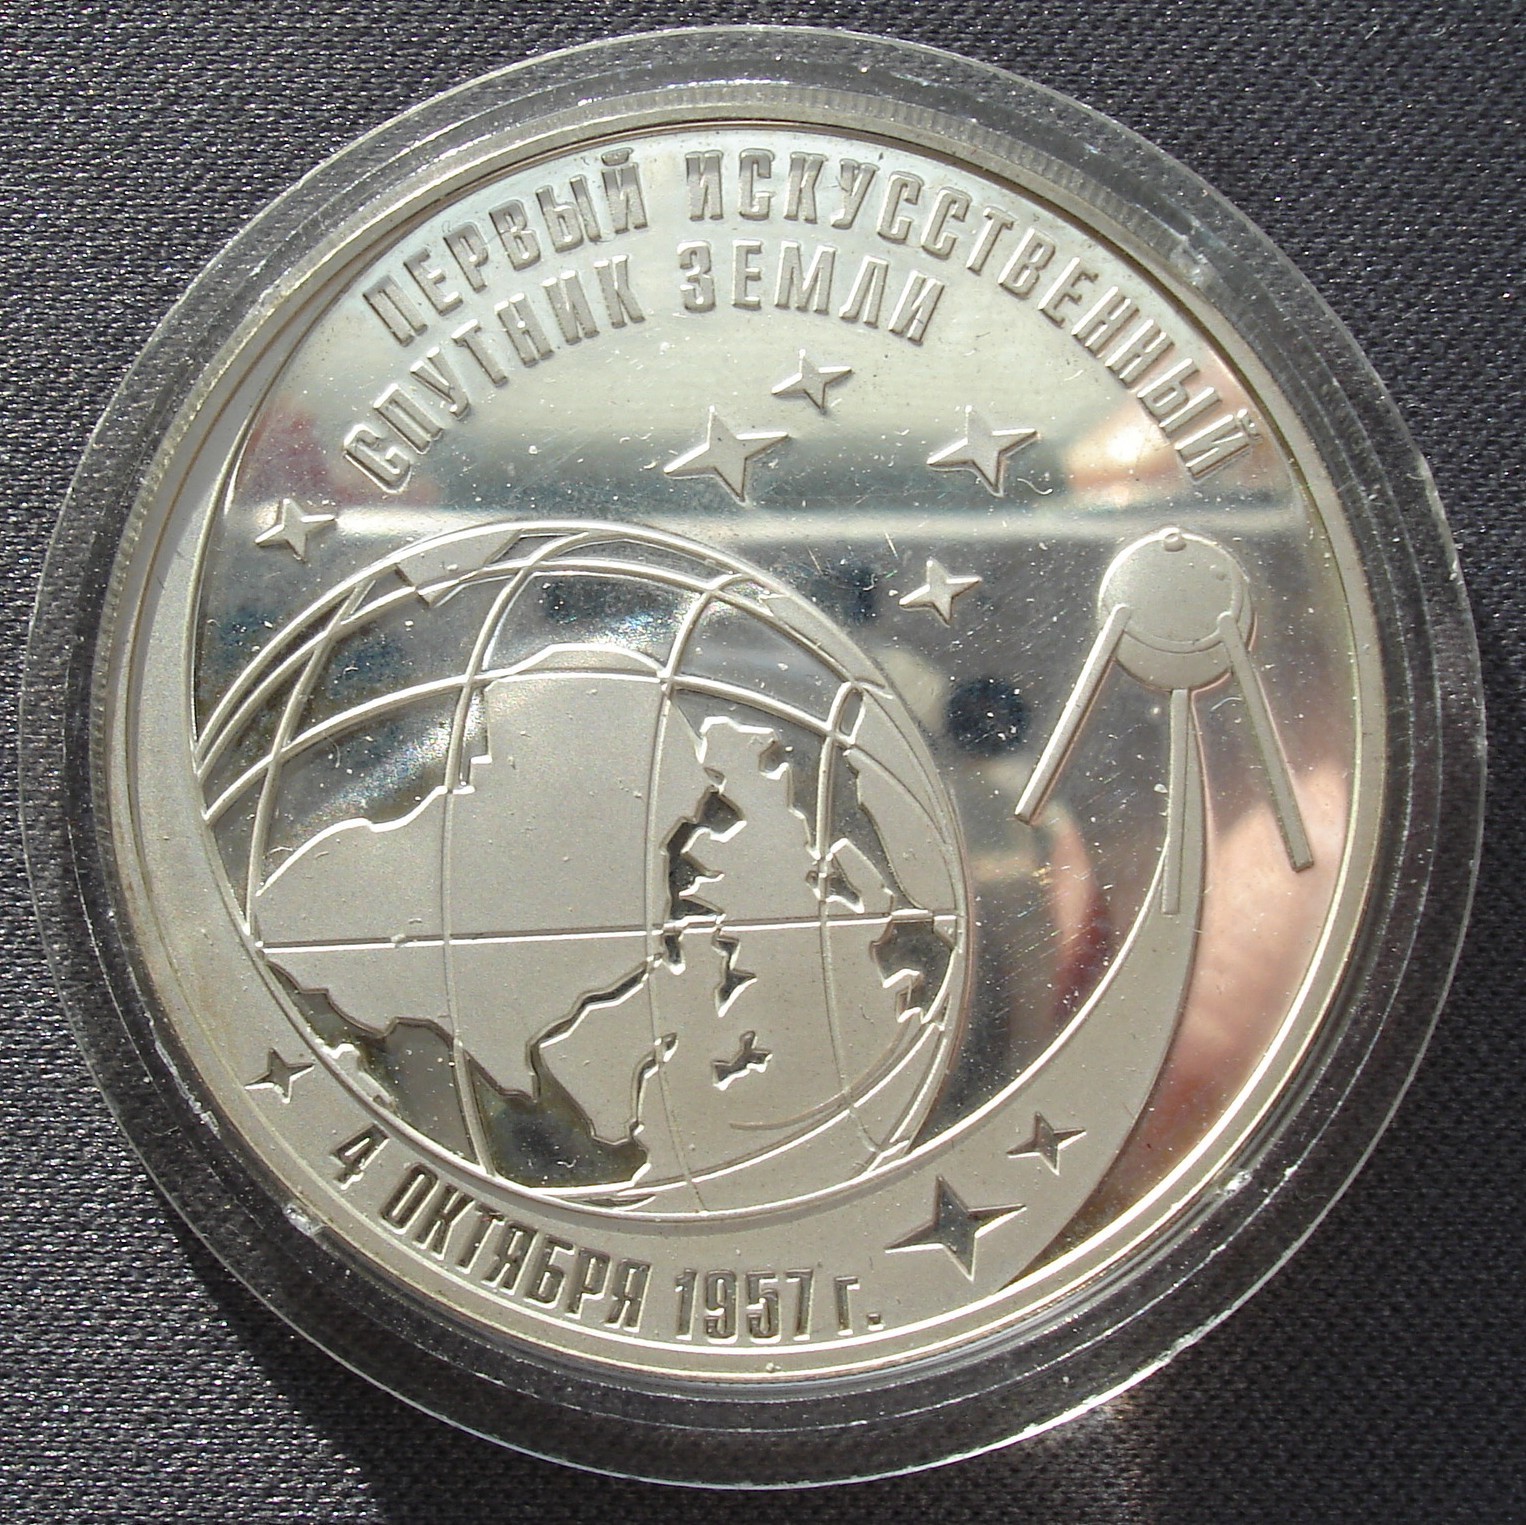 ПЕРВЫЙ ИСКУССТВЕННЫЙ
СПУТНИК ЗЕМЛИ
4 ОКТЯБРЯ 1957 г.